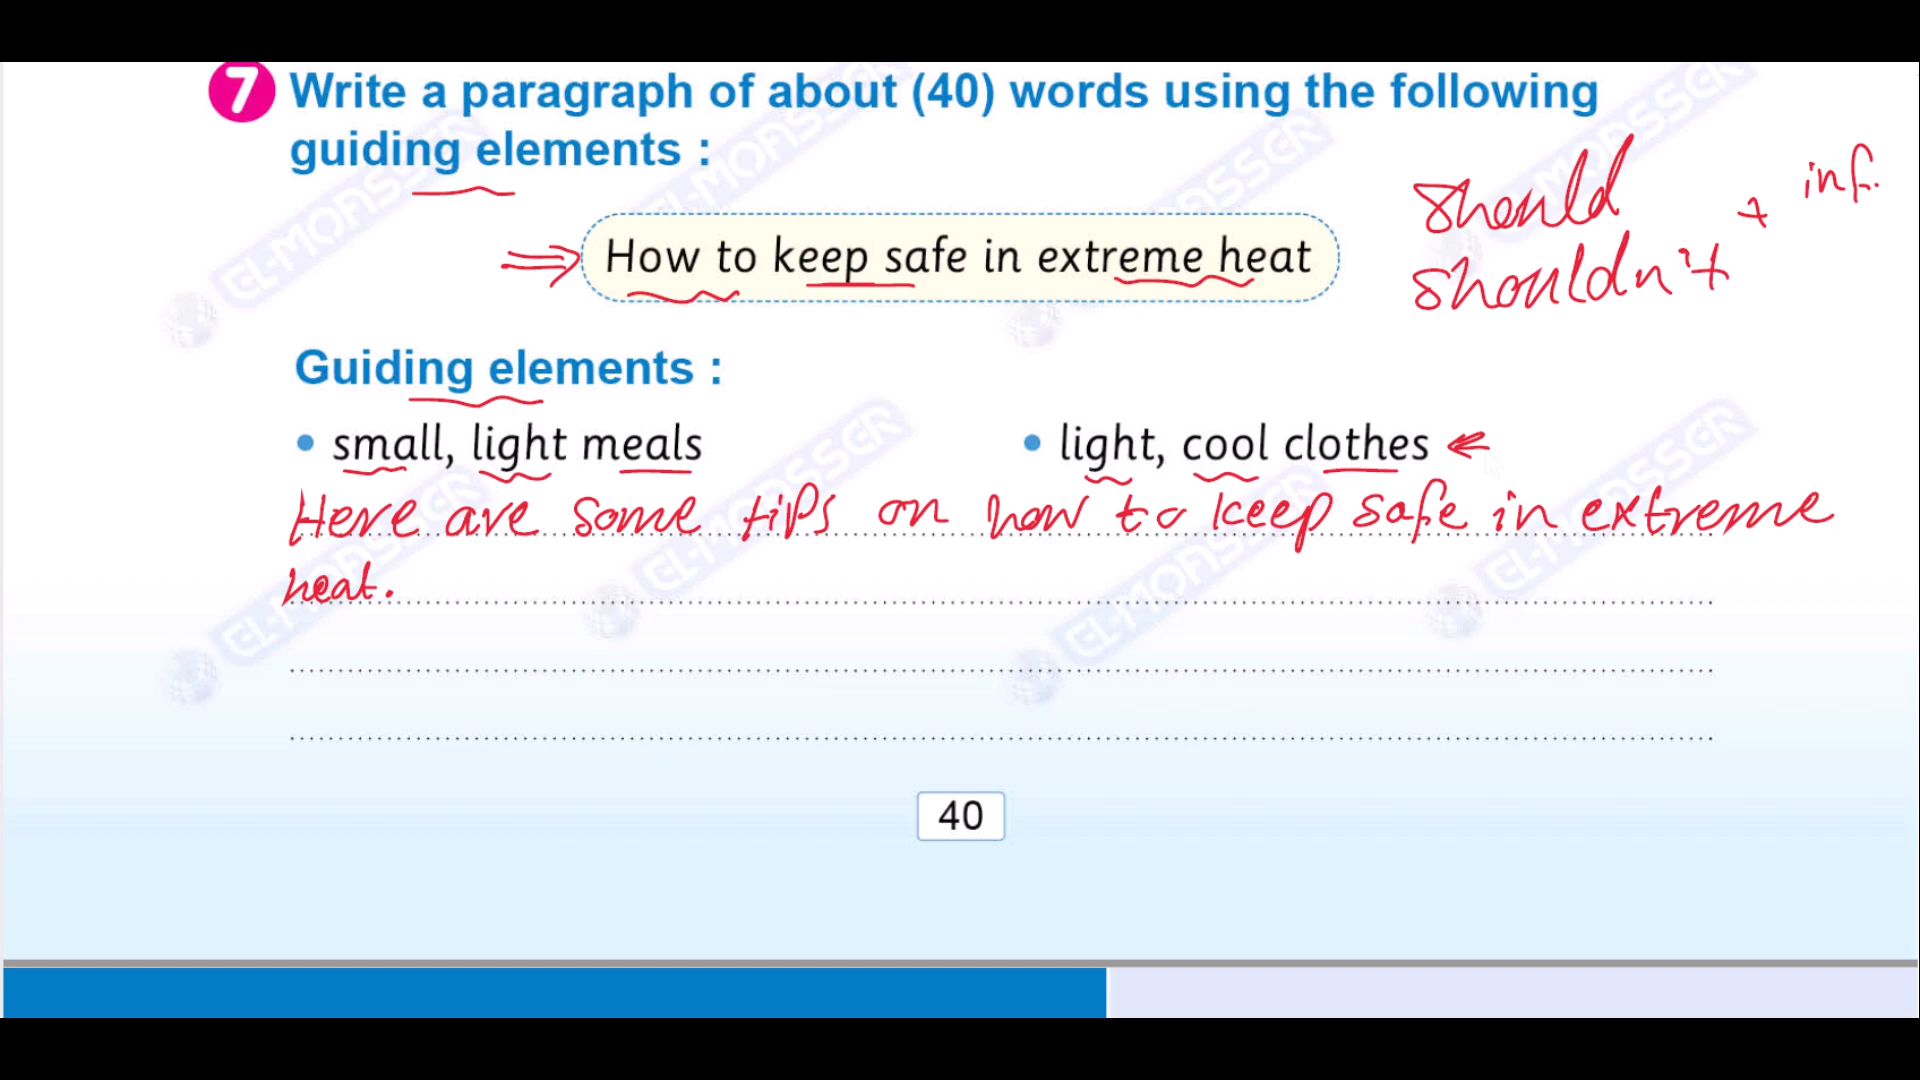 7 Write a paragraph of about (40) words using the following
guiding elements :
should
+ inf.
shouldn't
How to keep safe in extreme heat
Guiding elements :
• small, light meals
• light, cool clothes
Here are some tips on how to keep safe in extreme
heat.
40
EL-MOASSER